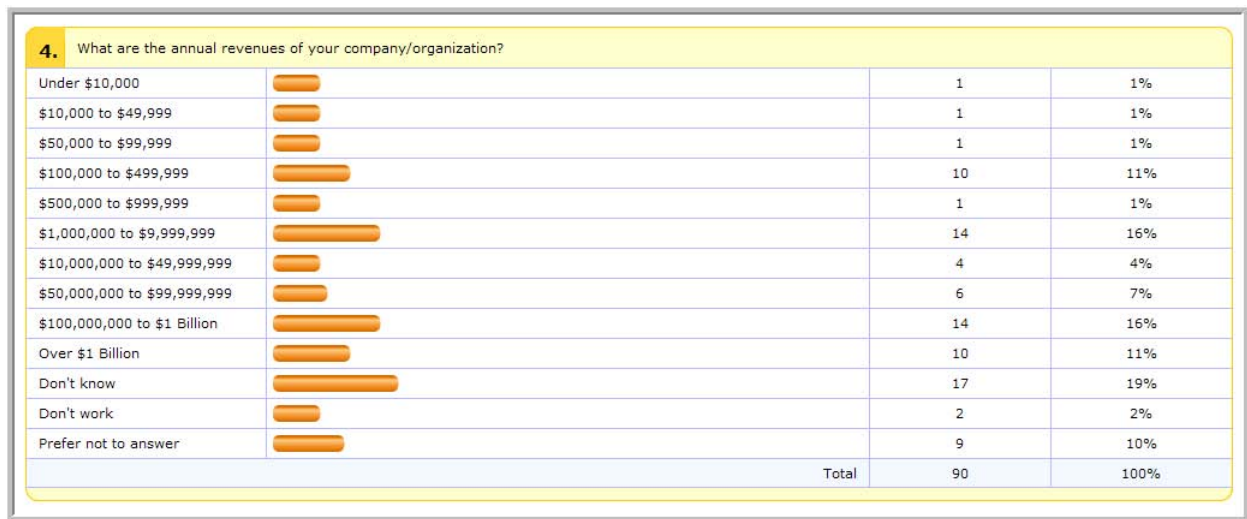 4. What are the annual revenues of your company/organization?
Under $10,000 1 1%
$10,000 to $49,999 1 1%
$50,000 to $99,999 1 1%
$100,000 to $499,999 10 11%
$500,000 to $999,999 1 1%
$1,000,000 to $9,999,999 14 16%
$10,000,000 to $49,999,999 4 4%
$50,000,000 to $99,999,999 6 7%
$100,000,000 to $1 Billion 14 16%
Over $1 Billion 10 11%
Don't know 17 19%
Don't work 2 2%
Prefer not to answer 9 10%
Total 90 100%